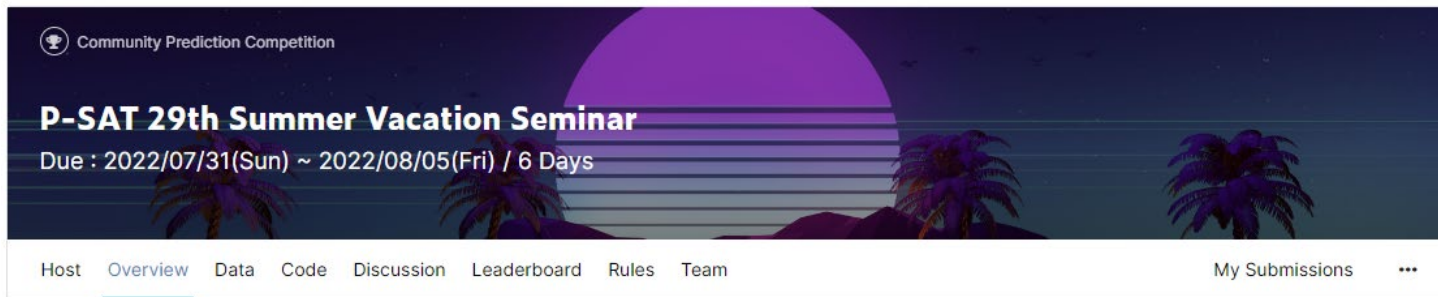 Community Prediction Competition
P-SAT 29th Summer Vacation Seminar
Due : 2022/07/31(Sun) ~ 2022/08/05(Fri) / 6 Days
Host Overview Data Code Discussion Leaderboard Rules Team My Submissions •••